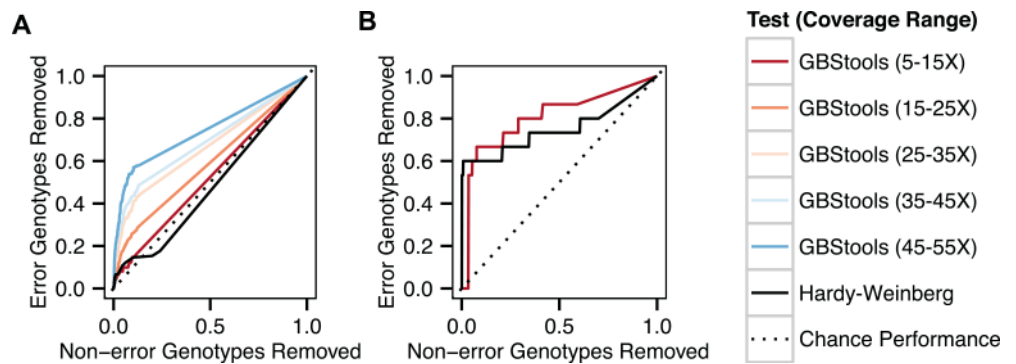 A
Error Genotypes Removed
1.0
0.8
0.6
0.4
0.2
0.0
0.0
0.5
1.0
Non−error Genotypes Removed
B
Error Genotypes Removed
1.0
0.8
0.6
0.4
0.2
0.0
0.0
0.5
1.0
Non−error Genotypes Removed
Test (Coverage Range)
GBStools (5-15X)
GBStools (15-25X)
GBStools (25-35X)
GBStools (35-45X)
GBStools (45-55X)
Hardy-Weinberg
Chance Performance